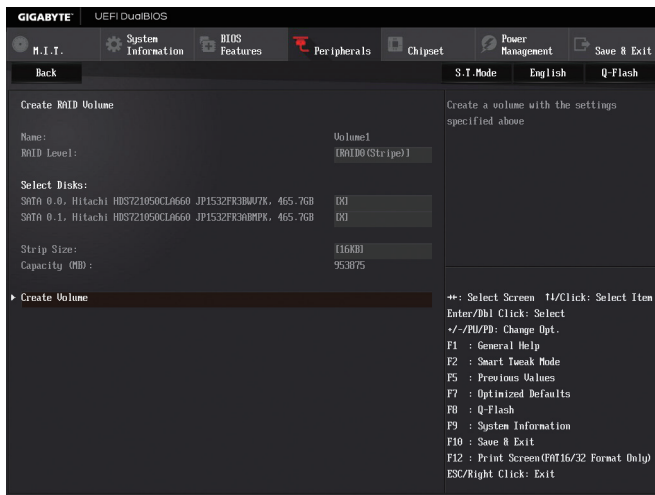 GIGABYTE™ UEFI DualBIOS
M.I.T. System Information BIOS Features Peripherals Chipset Power Management Save & Exit
Back S.T.Mode English Q-Flash
Create RAID Volume
Name: Volume1
RAID Level: [RAID0(Stripe)]
Select Disks:
SATA 0.0, Hitachi HDS721050CLA660 JP1532FR3BWV7K, 465.7GB [X]
SATA 0.1, Hitachi HDS721050CLA660 JP1532FR3ABMPK, 465.7GB [X]
Strip Size: [16KB]
Capacity (MB): 953875
Create Volume
Create a volume with the settings
specified above
→←: Select Screen ↑↓/Click: Select Item
Enter/Dbl Click: Select
+/-/PU/PD: Change Opt.
F1 : General Help
F2 : Smart Tweak Mode
F5 : Previous Values
F7 : Optimized Defaults
F8 : Q-Flash
F9 : System Information
F10 : Save & Exit
F12 : Print Screen(FAT16/32 Format Only)
ESC/Right Click: Exit